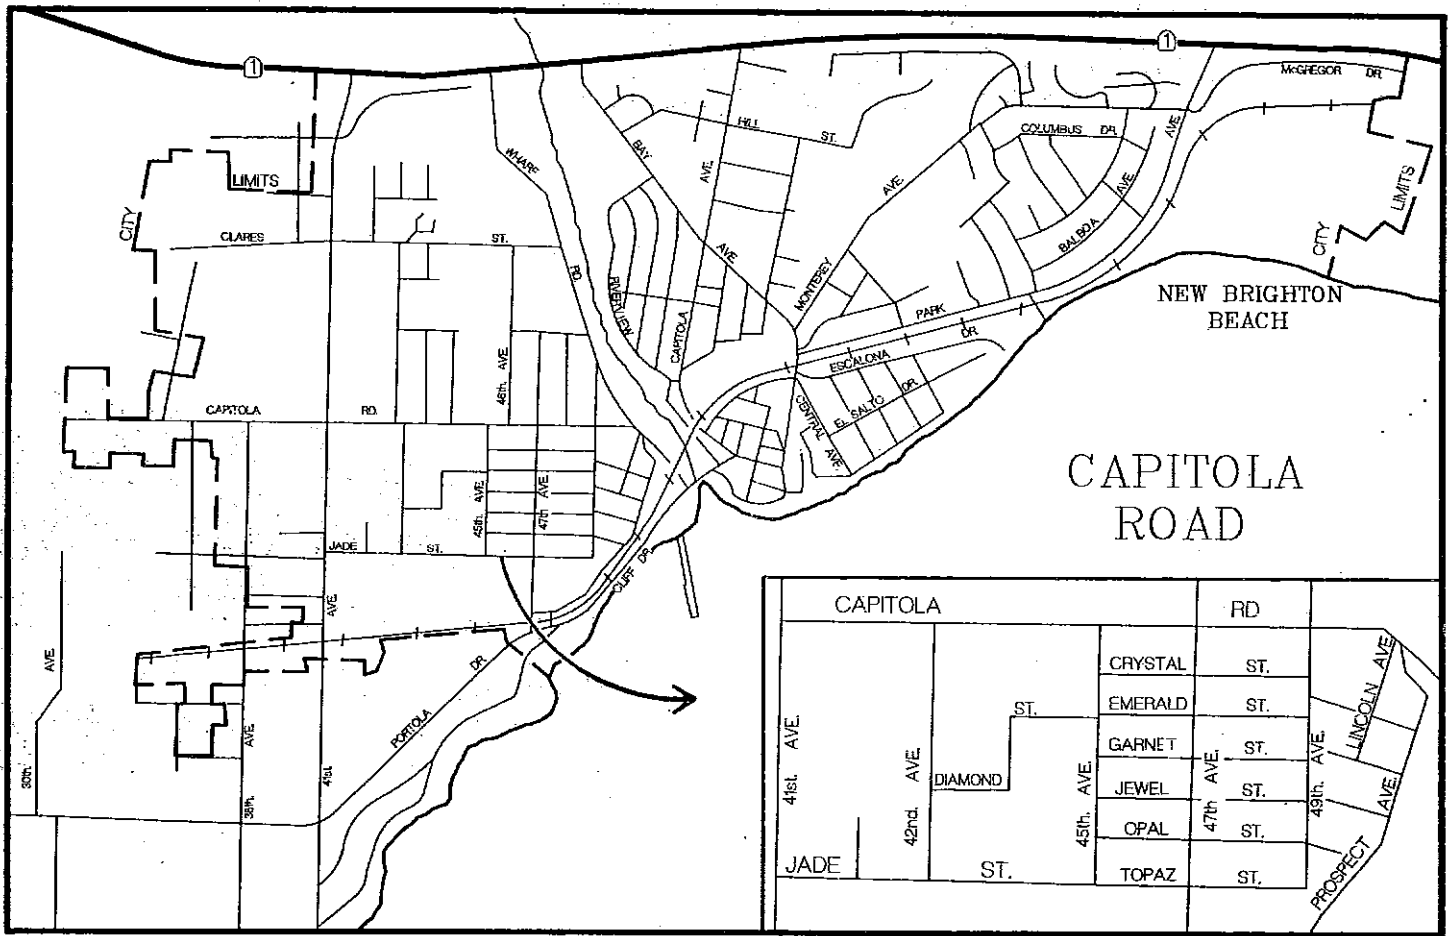 1
1
McGREGOR DR.
HILL ST.
COLUMBUS DR.
WHARF RD.
BAY AVE.
AVE.
AVE.
AVE.
LIMITS
CITY
LIMITS
CITY
CLARES ST.
BALBOA AVE.
MONTEREY
RIVERVIEW
CAPITOLA
PARK
NEW BRIGHTON
BEACH
ESCALONA DR.
46th. AVE.
CAPITOLA RD.
CENTRAL AVE.
EL SALTO DR.
CAPITOLA
ROAD
45th. AVE.
47th AVE.
JADE ST.
CLIFF DR.
AVE.
AVE.
PORTOLA DR.
30th.
AVE.
38th.
41st.
CAPITOLA RD
CRYSTAL ST.
EMERALD ST.
GARNET ST.
JEWEL ST.
OPAL ST.
TOPAZ ST.
DIAMOND ST.
JADE ST.
41st. AVE.
42nd. AVE.
45th. AVE.
47th AVE.
49th. AVE.
LINCOLN AVE
PROSPECT AVE.